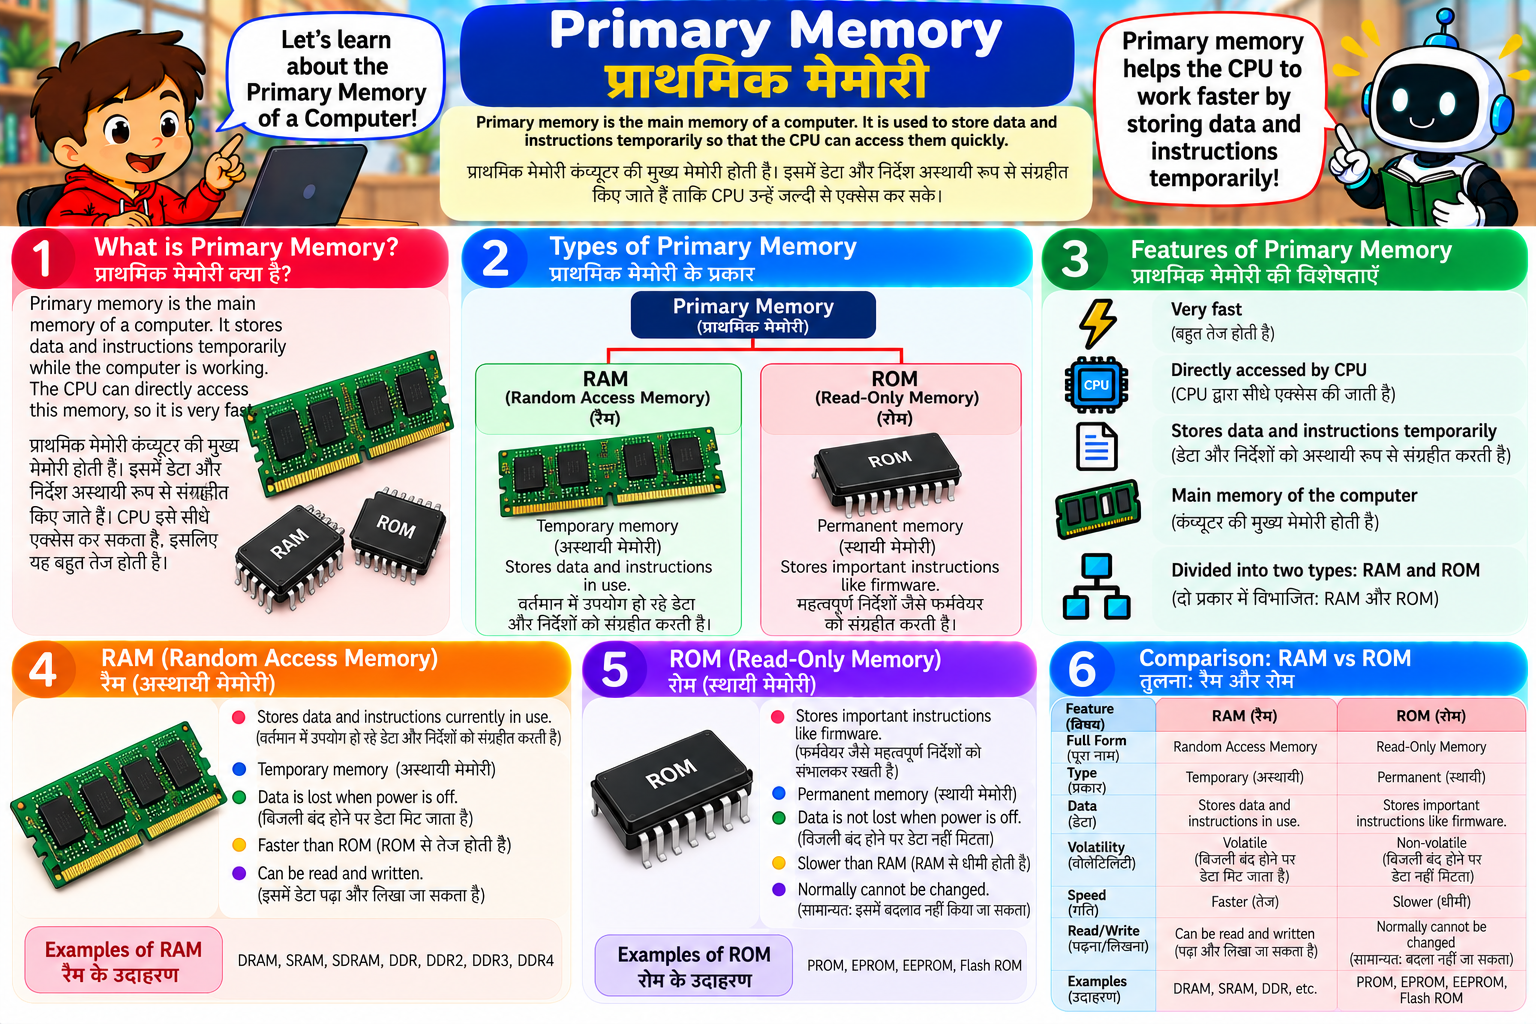 Let's learn
about the
Primary Memory
of a Computer!
Primary Memory
प्राथमिक मेमोरी
Primary memory is the main memory of a computer. It is used to store data and
instructions temporarily so that the CPU can access them quickly.
प्राथमिक मेमोरी कंप्यूटर की मुख्य मेमोरी होती है। इसमें डेटा और निर्देश अस्थायी रूप से संग्रहीत
किए जाते हैं ताकि CPU उन्हें जल्दी से एक्सेस कर सके।
Primary memory
helps the CPU to
work faster by
storing data and
instructions
temporarily!
1
What is Primary Memory?
प्राथमिक मेमोरी क्या है?
Primary memory is the main
memory of a computer. It stores
data and instructions temporarily
while the computer is working.
The CPU can directly access
this memory, so it is very fast.
प्राथमिक मेमोरी कंप्यूटर की मुख्य
मेमोरी होती है। इसमें डेटा और
निर्देश अस्थायी रूप से संग्रहीत
किए जाते हैं। CPU इसे सीधे
एक्सेस कर सकता है, इसलिए
यह बहुत तेज होती है।
RAM
ROM
2
Types of Primary Memory
प्राथमिक मेमोरी के प्रकार
Primary Memory
(प्राथमिक मेमोरी)
RAM
(Random Access Memory)
(रैम)
Temporary memory
(अस्थायी मेमोरी)
Stores data and instructions
in use.
वर्तमान में उपयोग हो रहे डेटा
और निर्देशों को संग्रहीत करती है।
ROM
(Read-Only Memory)
(रोम)
ROM
Permanent memory
(स्थायी मेमोरी)
Stores important instructions
like firmware.
महत्वपूर्ण निर्देशों जैसे फर्मवेयर
को संग्रहीत करती है।
3
Features of Primary Memory
प्राथमिक मेमोरी की विशेषताएँ
Very fast
(बहुत तेज होती है)
CPU
Directly accessed by CPU
(CPU द्वारा सीधे एक्सेस की जाती है)
Stores data and instructions temporarily
(डेटा और निर्देशों को अस्थायी रूप से संग्रहीत करती है)
Main memory of the computer
(कंप्यूटर की मुख्य मेमोरी होती है)
Divided into two types: RAM and ROM
(दो प्रकार में विभाजित: RAM और ROM)
4
RAM (Random Access Memory)
रैम (अस्थायी मेमोरी)
Stores data and instructions currently in use.
(वर्तमान में उपयोग हो रहे डेटा और निर्देशों को संग्रहीत करती है)
Temporary memory (अस्थायी मेमोरी)
Data is lost when power is off.
(बिजली बंद होने पर डेटा मिट जाता है)
Faster than ROM (ROM से तेज होती है)
Can be read and written.
(इसमें डेटा पढ़ा और लिखा जा सकता है)
Examples of RAM
रैम के उदाहरण
DRAM, SRAM, SDRAM, DDR, DDR2, DDR3, DDR4
5
ROM (Read-Only Memory)
रोम (स्थायी मेमोरी)
ROM
Stores important instructions
like firmware.
(फर्मवेयर जैसे महत्वपूर्ण निर्देशों को
संभालकर रखती है)
Permanent memory (स्थायी मेमोरी)
Data is not lost when power is off.
(बिजली बंद होने पर डेटा नहीं मिटता)
Slower than RAM (RAM से धीमी होती है)
Normally cannot be changed.
(सामान्यत: इसमें बदलाव नहीं किया जा सकता)
Examples of ROM
रोम के उदाहरण
PROM, EPROM, EEPROM, Flash ROM
6
Comparison: RAM vs ROM
तुलना: रैम और रोम
Feature
(विषय)
RAM (रैम)
ROM (रोम)
Full Form
(पूरा नाम)
Random Access Memory
Read-Only Memory
Type
(प्रकार)
Temporary (अस्थायी)
Permanent (स्थायी)
Data
(डेटा)
Stores data and
instructions in use.
Stores important
instructions like firmware.
Volatility
(वोलेटिलिटी)
Volatile
(बिजली बंद होने पर
डेटा मिट जाता है)
Non-volatile
(बिजली बंद होने पर
डेटा नहीं मिटता)
Speed
(गति)
Faster (तेज)
Slower (धीमी)
Read/Write
(पढ़ना/लिखना)
Can be read and written
(पढ़ा और लिखा जा सकता है)
Normally cannot be
changed
(सामान्यत: बदला नहीं जा सकता)
Examples
(उदाहरण)
DRAM, SRAM, DDR, etc.
PROM, EPROM, EEPROM,
Flash ROM